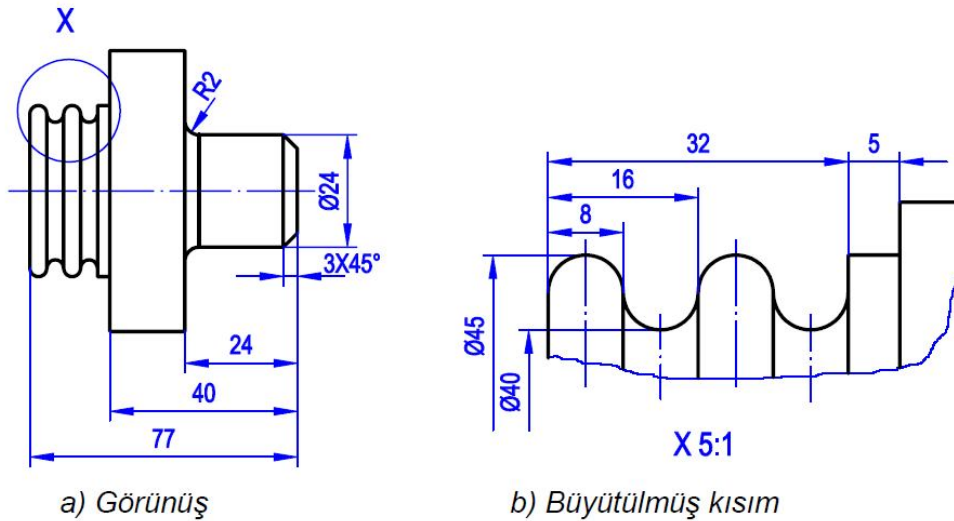 X
R2
Ø24
3X45°
24
40
77
a) Görünüş
32
5
16
8
Ø45
Ø40
X 5:1
b) Büyütülmüş kısım